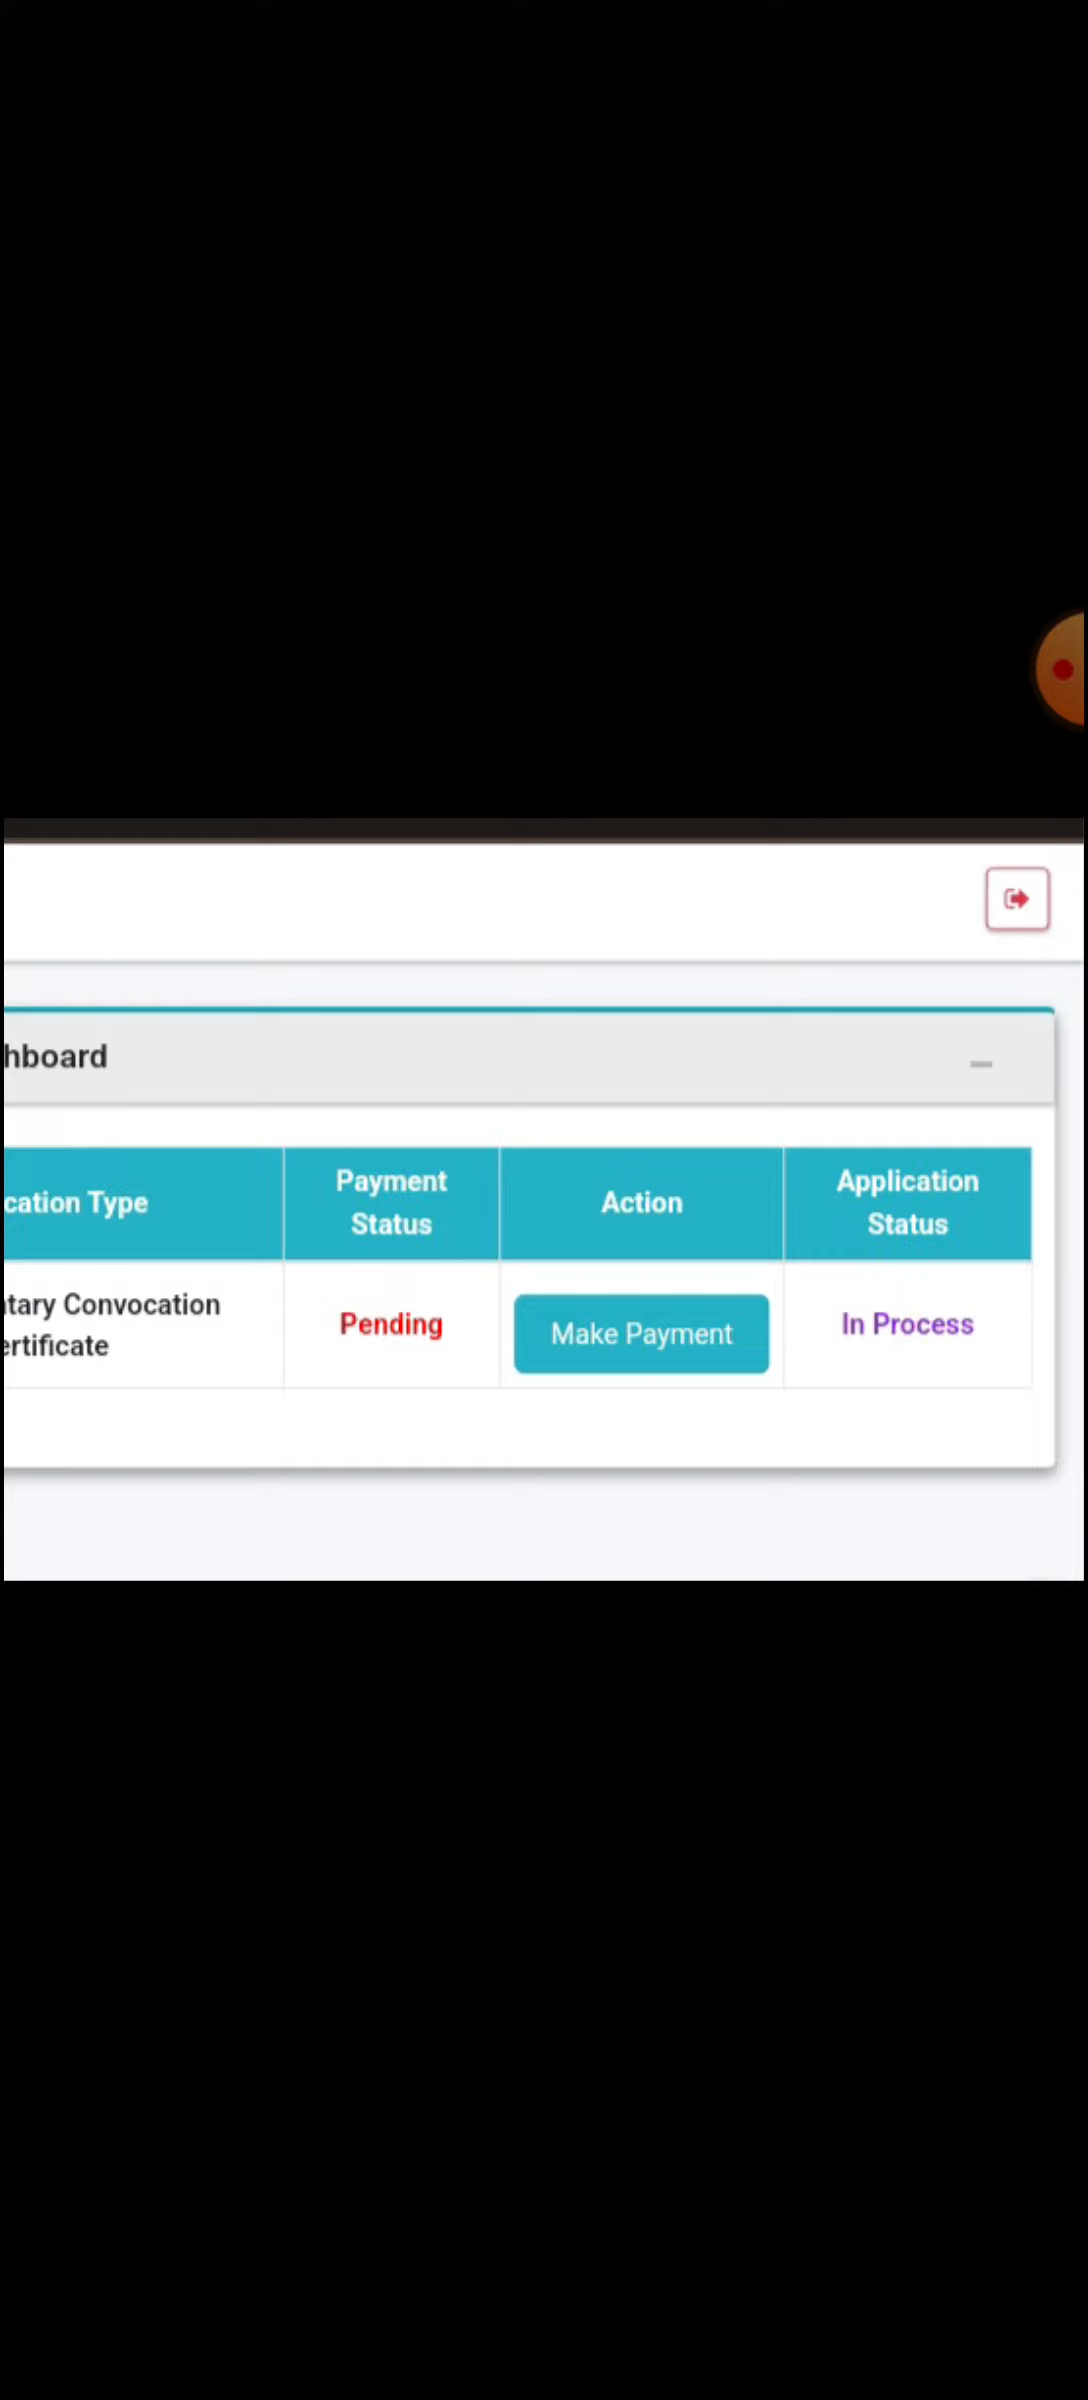 hboard
cation Type
Payment
Status
Action
Application
Status
tary Convocation
ertificate
Pending
Make Payment
In Process